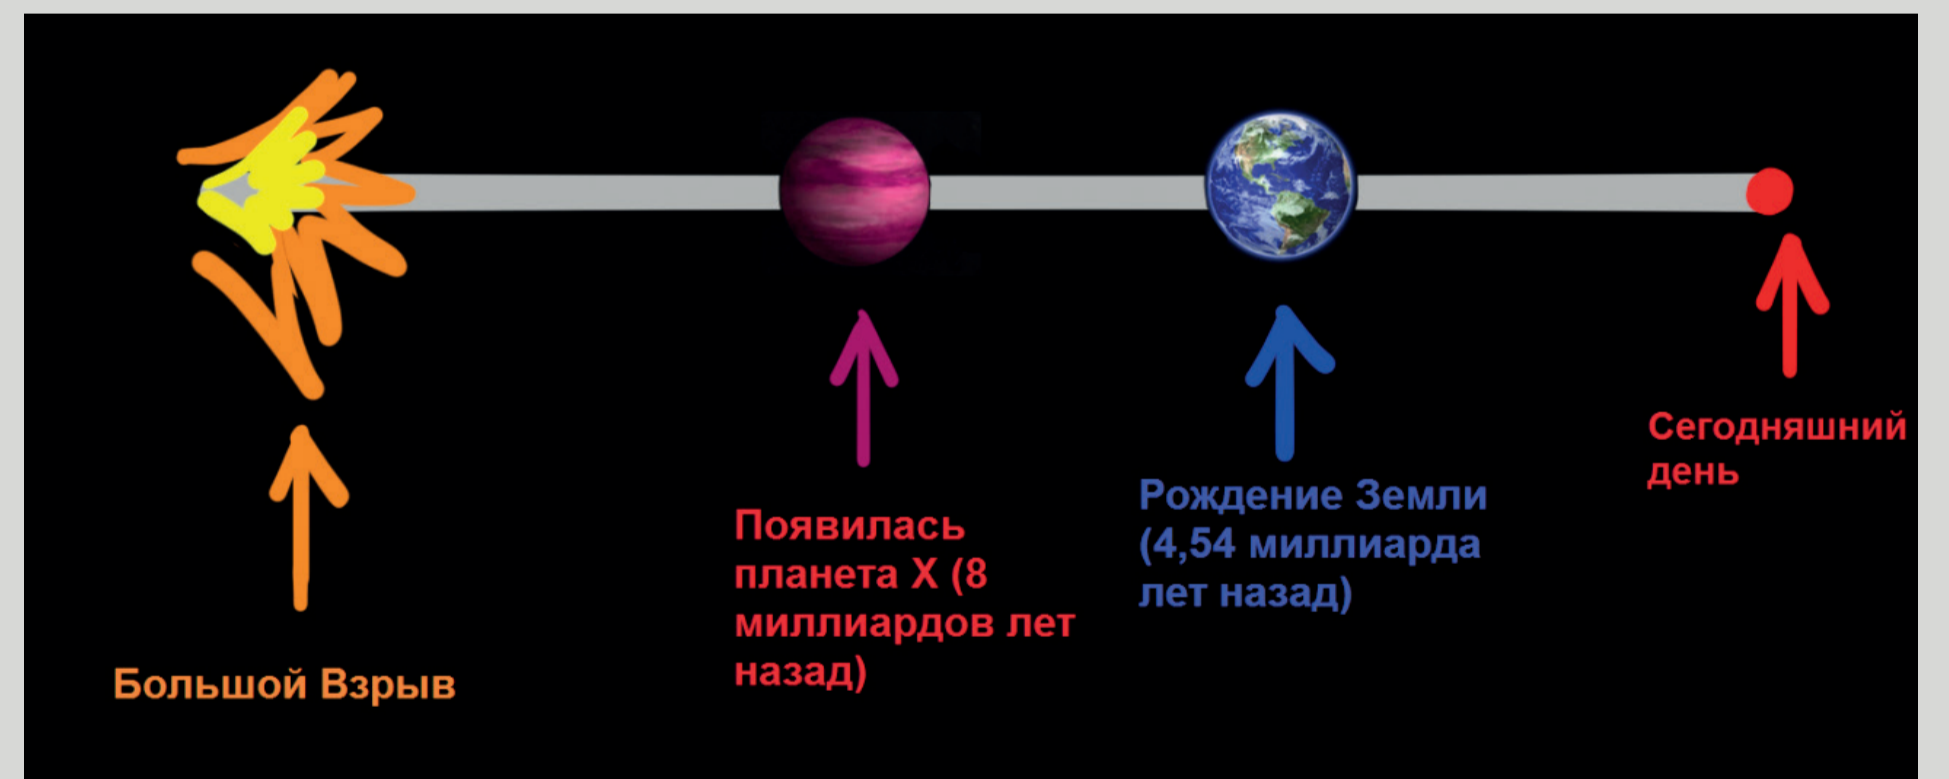 Большой Взрыв
Появилась
планета X (8
миллиардов лет
назад)
Рождение Земли
(4,54 миллиарда
лет назад)
Сегодняшний
день